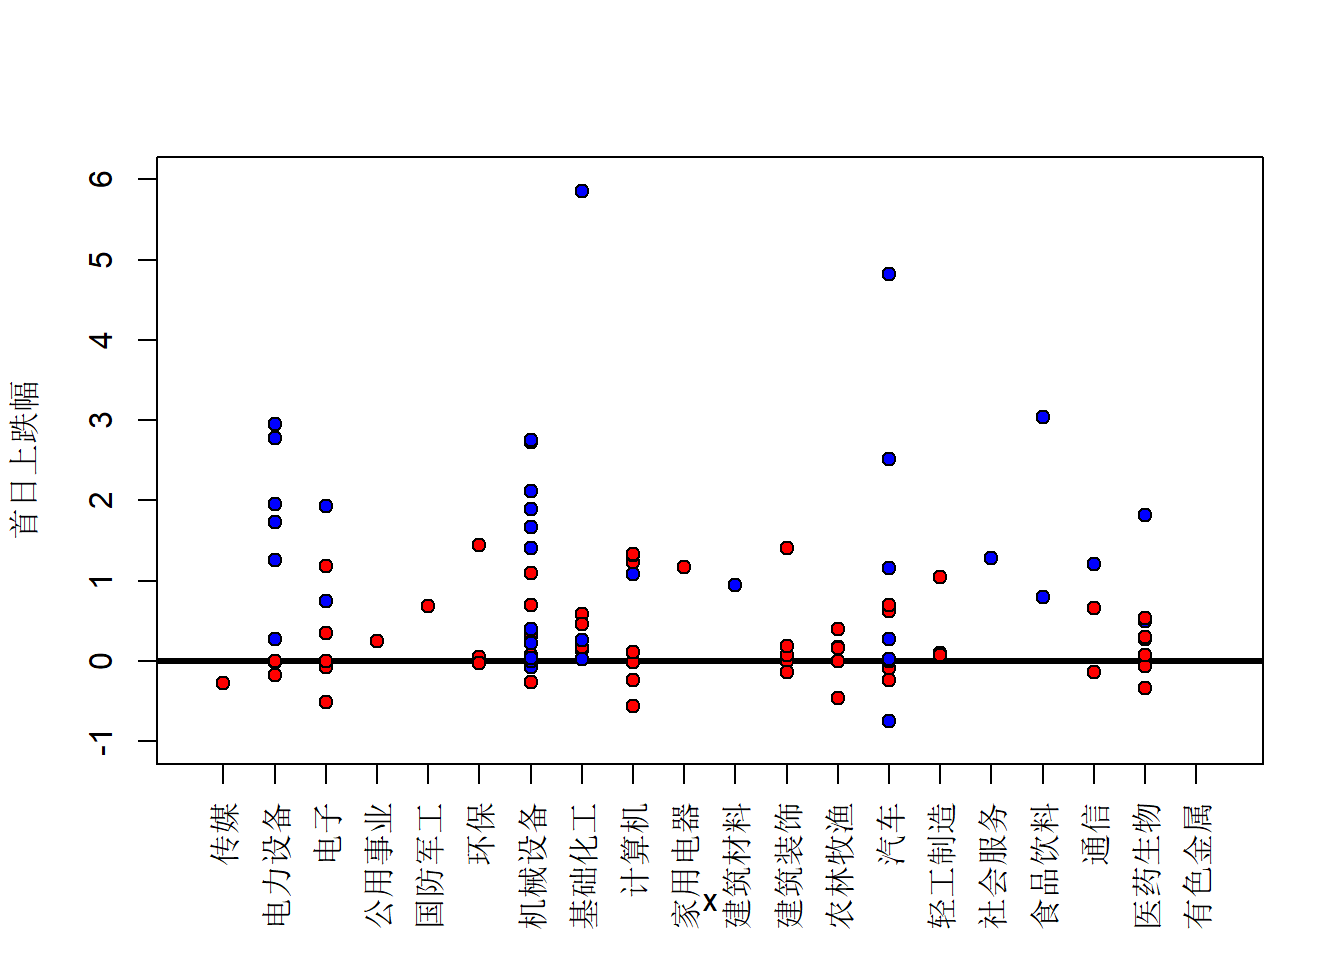 首日上跌幅
6
5
4
3
2
1
0
-1
传媒
电力设备
电子
公用事业
国防军工
环保
机械设备
基础化工
计算机
家用电器
建筑材料
建筑装饰
农林牧渔
汽车
轻工制造
社会服务
食品饮料
通信
医药生物
有色金属
x